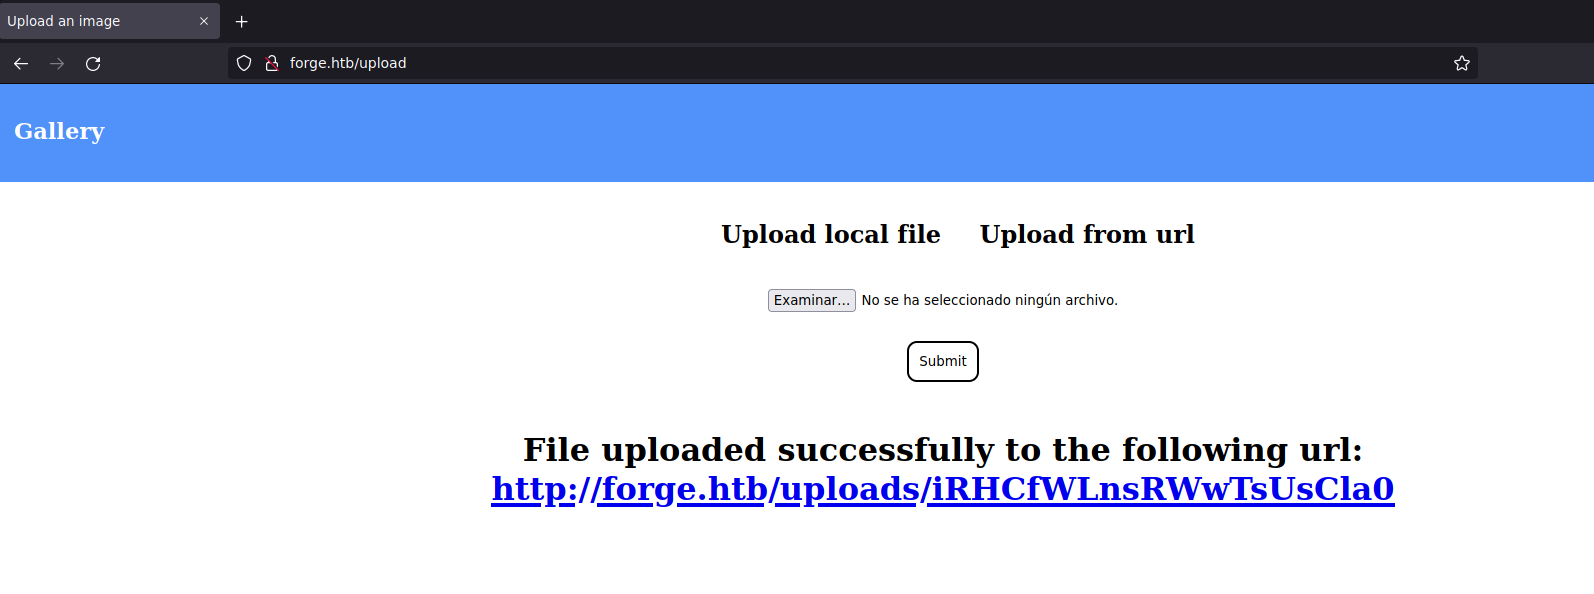 Upload an image
forge.htb/upload
Gallery
Upload local file Upload from url
Examinar... No se ha seleccionado ningún archivo.
Submit
File uploaded successfully to the following url:
http://forge.htb/uploads/iRHCfWLnsRWwTsUsCla0